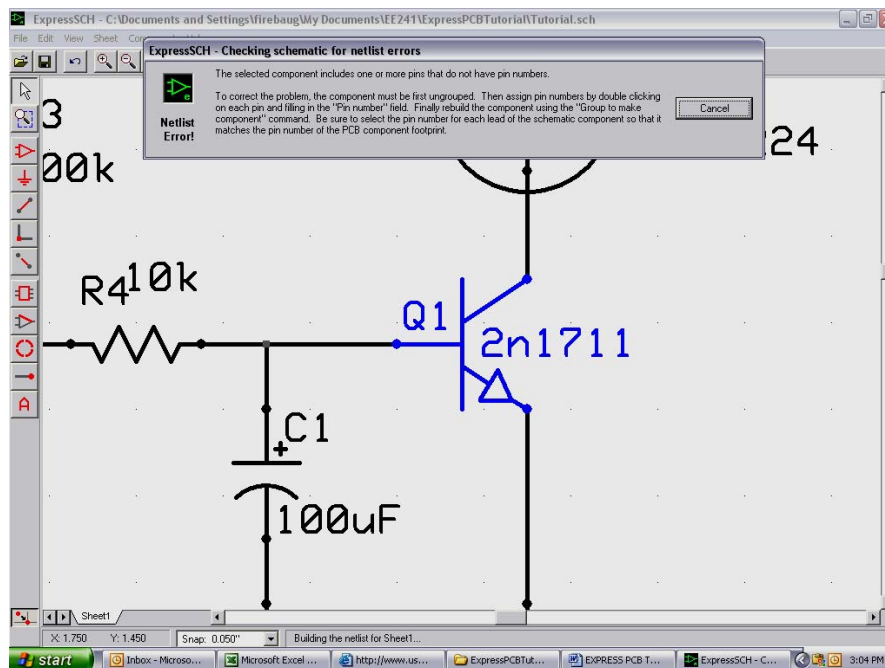 ExpressSCH - C:\Documents and Settings\firebaug\My Documents\EE241\ExpressPCBTutorial\Tutorial.sch
File Edit View Sheet
ExpressSCH - Checking schematic for netlist errors
The selected component includes one or more pins that do not have pin numbers.
To correct the problem, the component must be first ungrouped. Then assign pin numbers by double clicking
on each pin and filling in the "Pin number" field. Finally rebuild the component using the "Group to make
component" command. Be sure to select the pin number for each lead of the schematic component so that it
matches the pin number of the PCB component footprint.
Netlist
Error!
Cancel
3
00k
224
R4 10k
Q1
2n1711
C1
+
100uF
A
Sheet1
X: 1.750 Y: 1.450 Snap: 0.050" Building the netlist for Sheet1...
start Inbox - Microso... Microsoft Excel ... http://www.us... ExpressPCBTut... EXPRESS PCB T... ExpressSCH - C... 3:04 PM